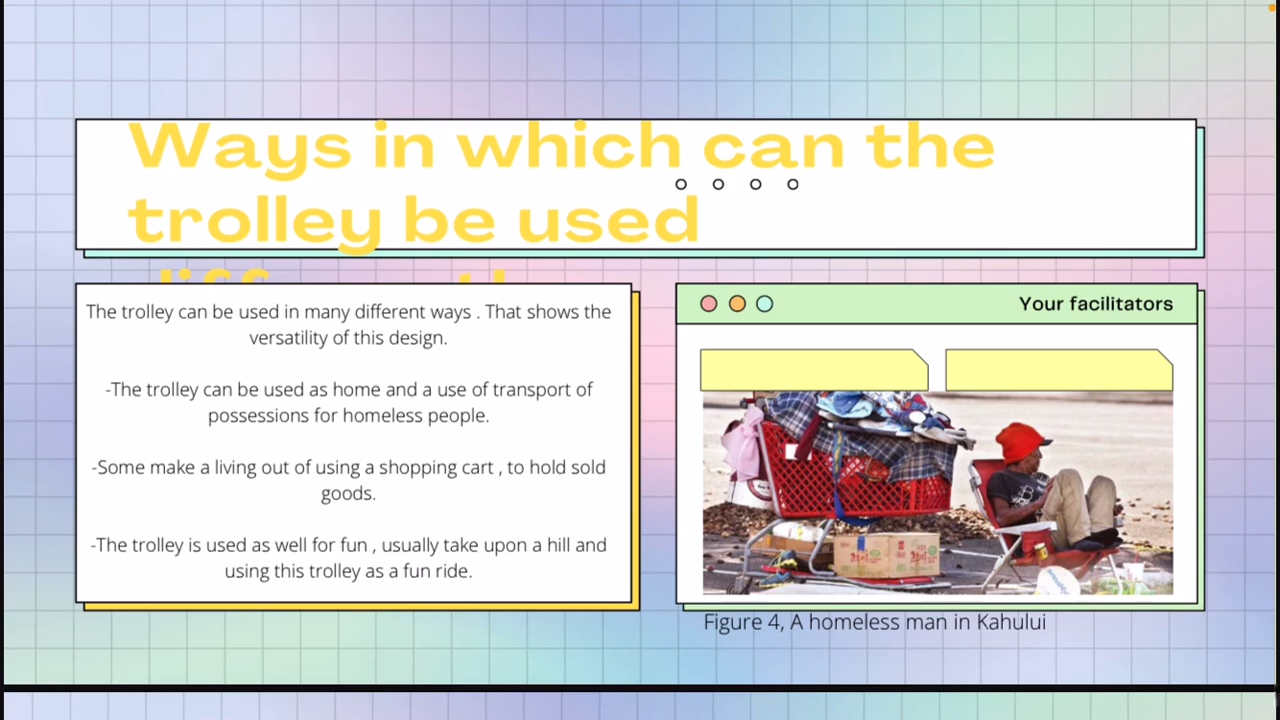 Ways in which can the
trolley be used
The trolley can be used in many different ways . That shows the
versatility of this design.
-The trolley can be used as home and a use of transport of
possessions for homeless people.
-Some make a living out of using a shopping cart , to hold sold
goods.
-The trolley is used as well for fun , usually take upon a hill and
using this trolley as a fun ride.
Your facilitators
Figure 4, A homeless man in Kahului